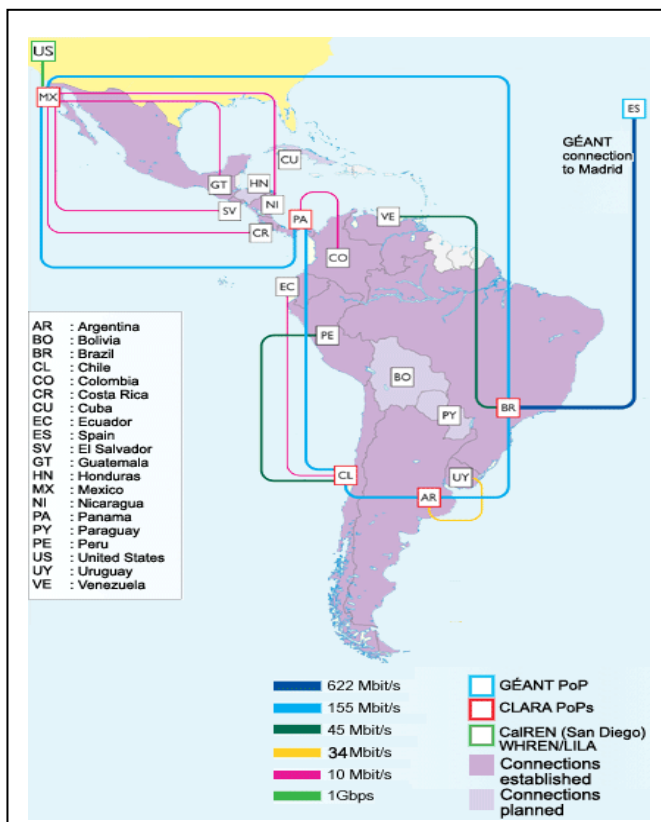 US
MX
ES
GÉANT
connection
to Madrid
CU
GT
HN
NI
SV
PA
VE
CR
CO
EC
PE
BO
PY
BR
CL
UY
AR
AR : Argentina
BO : Bolivia
BR : Brazil
CL : Chile
CO : Colombia
CR : Costa Rica
CU : Cuba
EC : Ecuador
ES : Spain
SV : El Salvador
GT : Guatemala
HN : Honduras
MX : Mexico
NI : Nicaragua
PA : Panama
PY : Paraguay
PE : Peru
US : United States
UY : Uruguay
VE : Venezuela
622 Mbit/s
155 Mbit/s
45 Mbit/s
34 Mbit/s
10 Mbit/s
1Gbps
GÉANT PoP
CLARA PoPs
CalREN (San Diego)
WHREN/LILA
Connections
established
Connections
planned